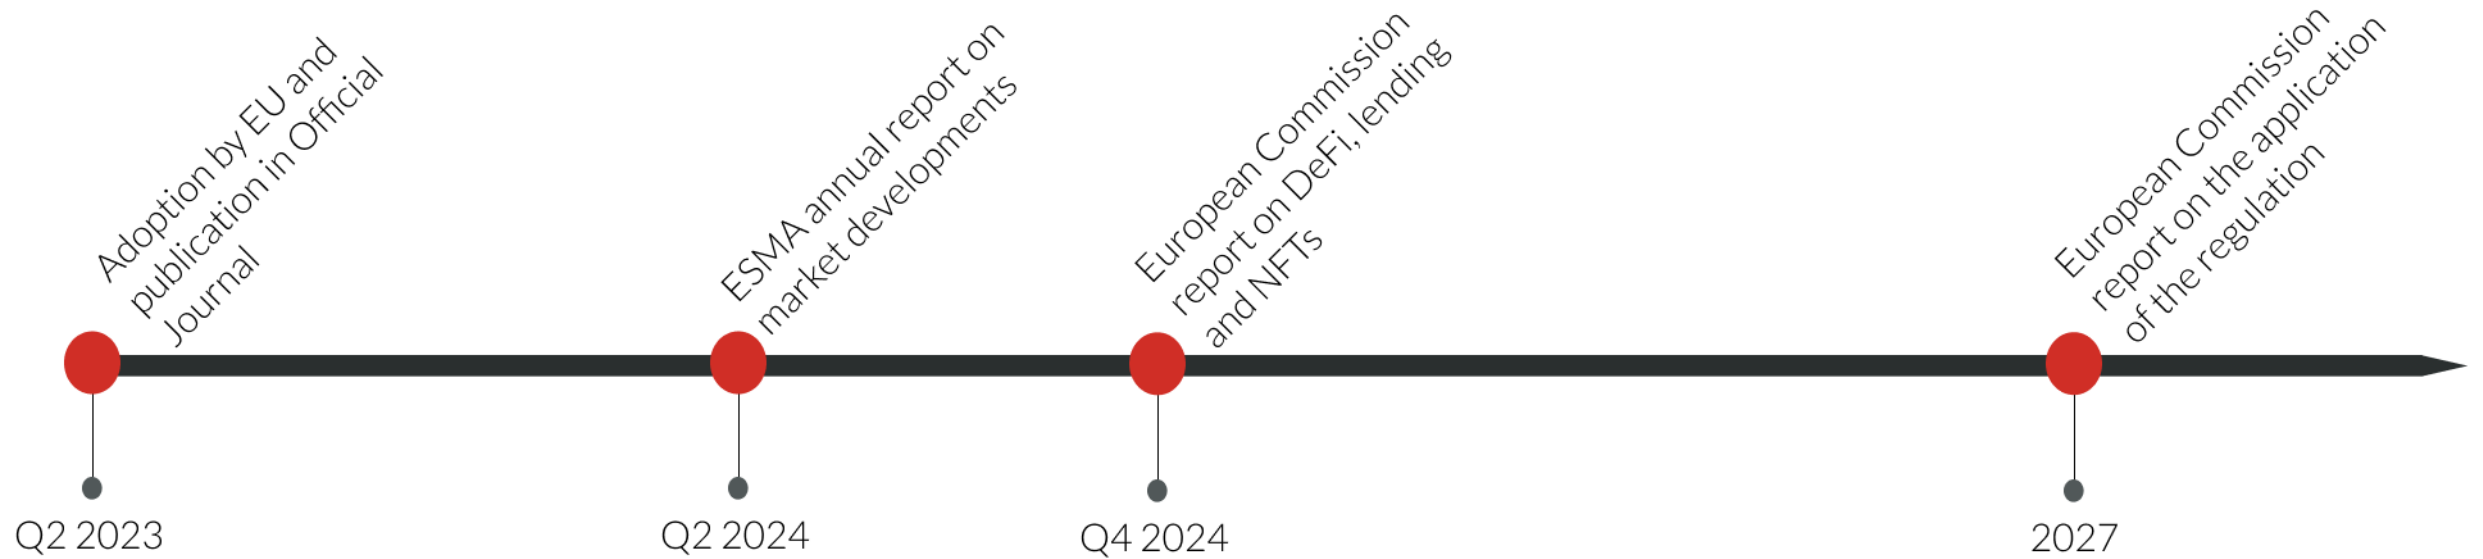 Adoption by EU and
publication in Official
Journal
ESMA annual report on
market developments
European Commission
report on DeFi, lending
and NFTs
European Commission
report on the application
of the regulation
Q2 2023
Q2 2024
Q4 2024
2027